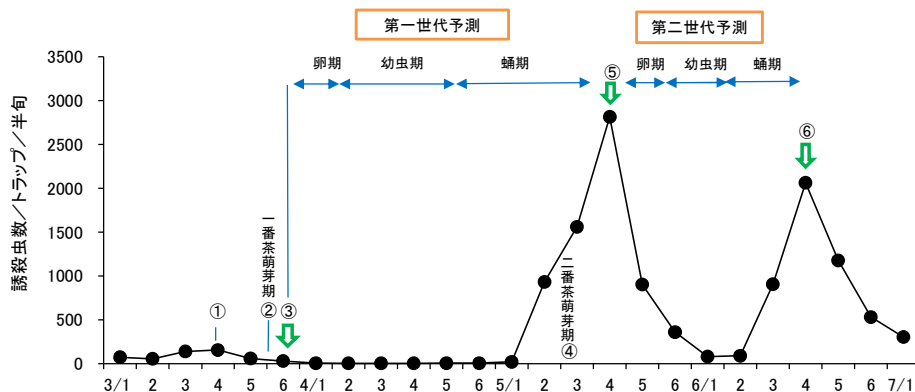 第一世代予測
第二世代予測
卵期
幼虫期
蛹期
⑤
卵期
幼虫期
蛹期
⑥
誘殺虫数/トラップ/半旬
3500
3000
2500
2000
1500
1000
500
0
①
一番茶萌芽期②
③
二番茶萌芽期④
3/1 2 3 4 5 6 4/1 2 3 4 5 6 5/1 2 3 4 5 6 6/1 2 3 4 5 6 7/1